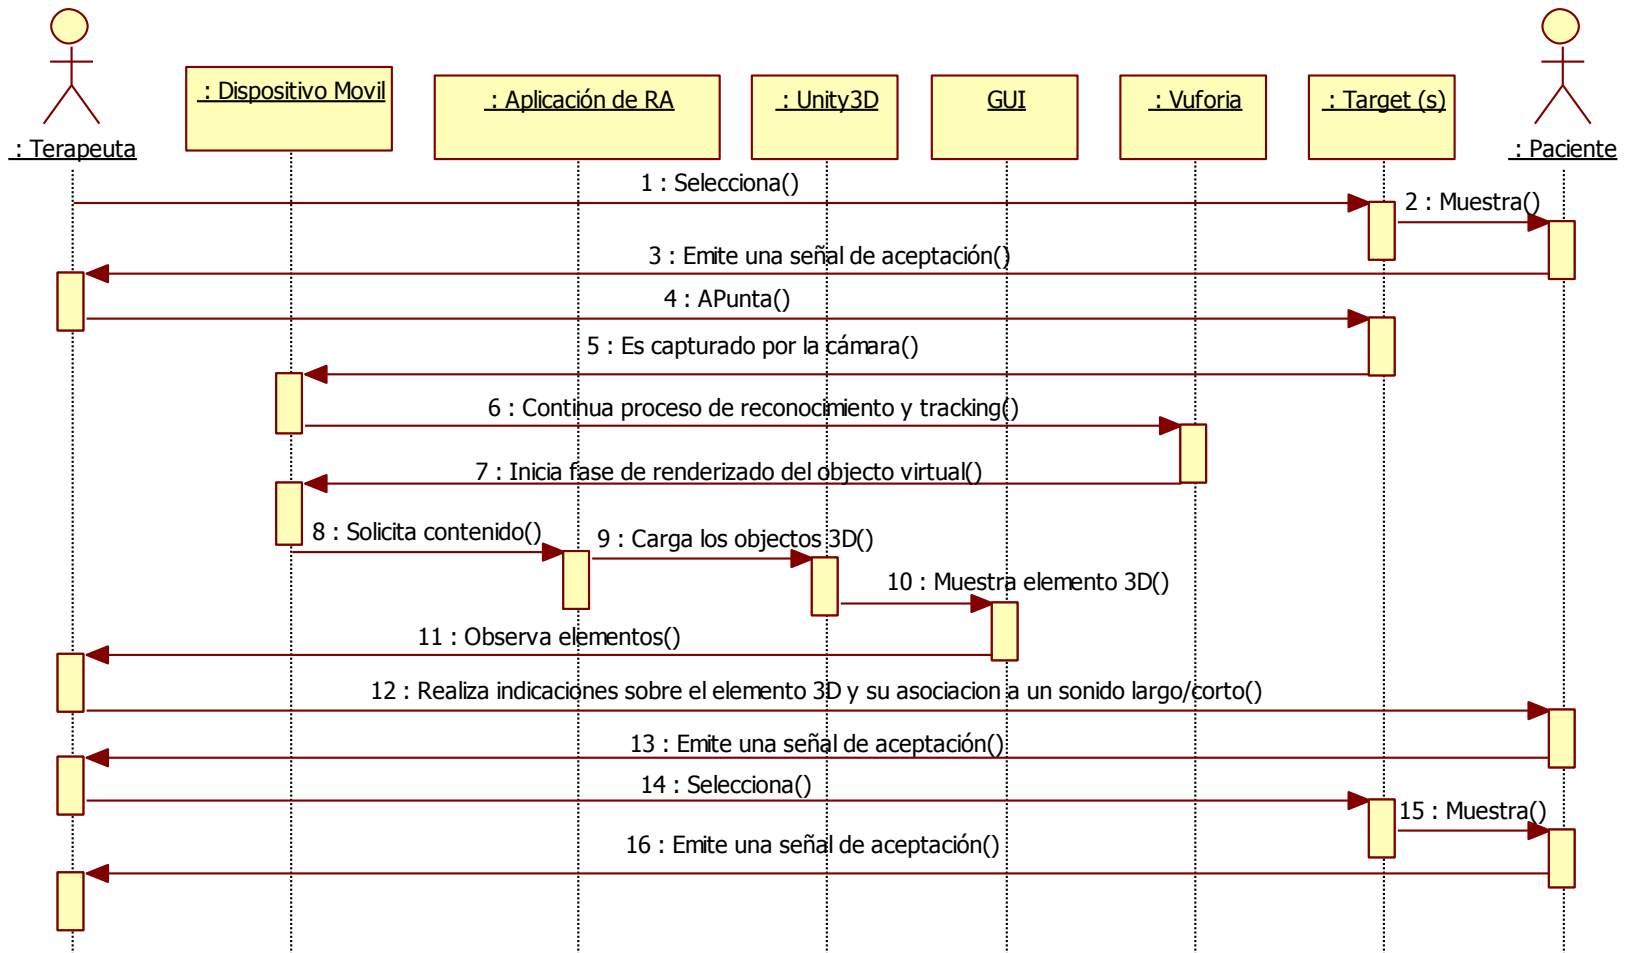 : Terapeuta
: Dispositivo Movil
: Aplicación de RA
: Unity3D
GUI
: Vuforia
: Target (s)
: Paciente
1 : Selecciona()
2 : Muestra()
3 : Emite una señal de aceptación()
4 : APunta()
5 : Es capturado por la cámara()
6 : Continua proceso de reconocimiento y tracking()
7 : Inicia fase de renderizado del objecto virtual()
8 : Solicita contenido()
9 : Carga los objectos 3D()
10 : Muestra elemento 3D()
11 : Observa elementos()
12 : Realiza indicaciones sobre el elemento 3D y su asociacion a un sonido largo/corto()
13 : Emite una señal de aceptación()
14 : Selecciona()
15 : Muestra()
16 : Emite una señal de aceptación()